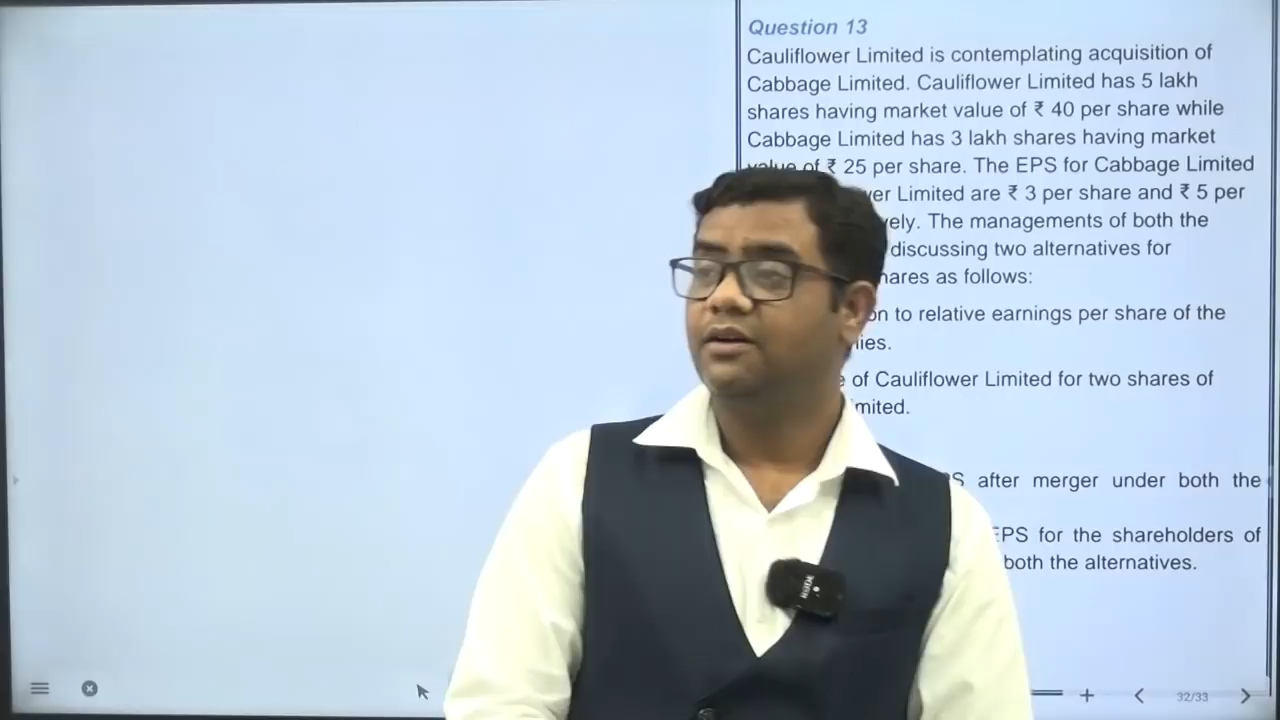 Question 13
Cauliflower Limited is contemplating acquisition of
Cabbage Limited. Cauliflower Limited has 5 lakh
shares having market value of ₹ 40 per share while
Cabbage Limited has 3 lakh shares having market
value of ₹ 25 per share. The EPS for Cabbage Limited
Limited are ₹ 3 per share and ₹ 5 per
The managements of both the
discussing two alternatives for
as follows:
to relative earnings per share of the
of Cauliflower Limited for two shares of
after merger under both the
EPS for the shareholders of
both the alternatives.
RODE
32/33